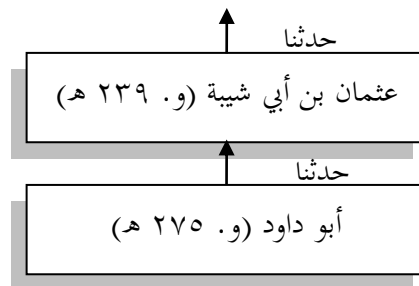 حدثنا
عثمان بن أبي شيبة (و. ٢٣٩ هـ)
حدثنا
أبو داود (و. ٢٧٥ هـ)